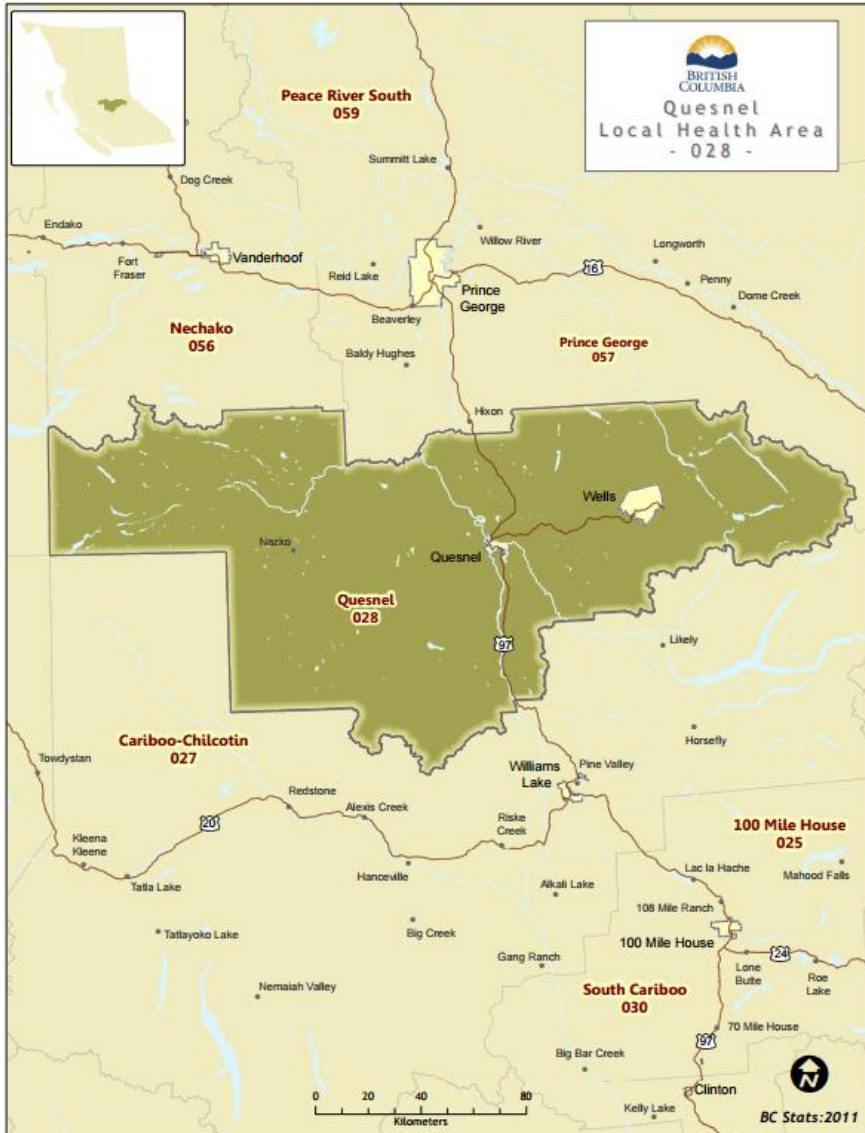 BRITISH
COLUMBIA
Quesnel
Local Health Area
- 028 -
Peace River South
059
Summitt Lake
Dog Creek
Endako
Fort
Fraser
Vanderhoof
Willow River
Reid Lake
Longworth
16
Penny
Prince
George
Dome Creek
Beaverley
Nechako
056
Prince George
057
Baldy Hughes
Hixon
Wells
Nazko
Quesnel
Quesnel
028
97
Likely
Horsefly
Cariboo-Chilcotin
027
Towdystan
Williams
Lake
Pine Valley
Redstone
Alexis Creek
20
Riske
Creek
100 Mile House
025
Kleena
Kleene
Tatla Lake
Hanceville
Lac la Hache
Mahood Falls
Alkali Lake
108 Mile Ranch
Tatlayoko Lake
Big Creek
100 Mile House
Gang Ranch
24
Lone
Butte
Roe
Lake
South Cariboo
030
Nemaiah Valley
70 Mile House
97
Big Bar Creek
N
Clinton
0 20 40 60 80
Kilometers
Kelly Lake
BC Stats:2011